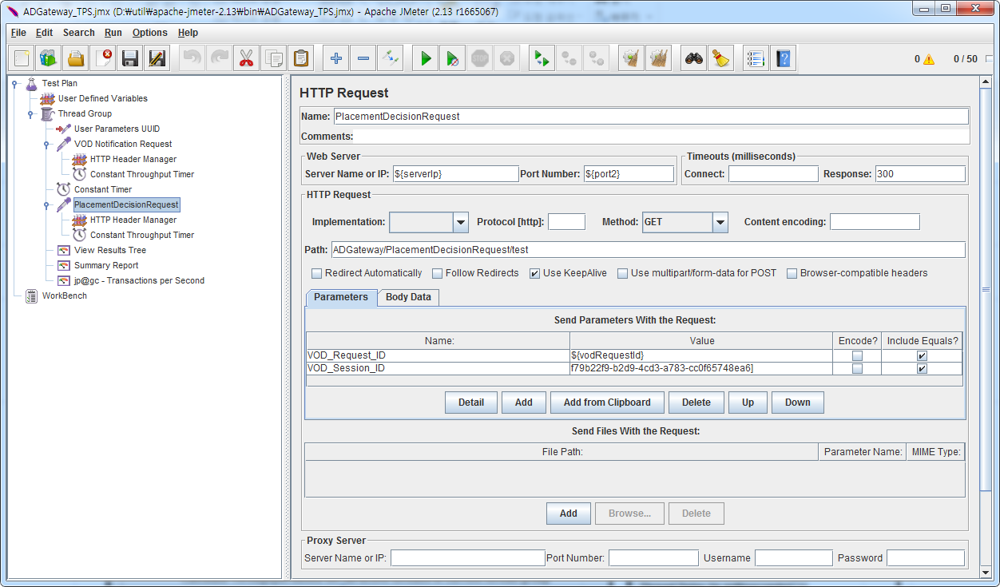 ADGateway_TPS.jmx (D:₩util₩apache-jmeter-2.13₩bin₩ADGateway_TPS.jmx) - Apache JMeter (2.13 r1665067)
File Edit Search Run Options Help
STOP
0 0 / 50
Test Plan
User Defined Variables
Thread Group
User Parameters UUID
VOD Notification Request
HTTP Header Manager
Constant Throughput Timer
Constant Timer
PlacementDecisionRequest
HTTP Header Manager
Constant Throughput Timer
View Results Tree
Summary Report
jp@gc - Transactions per Second
WorkBench
HTTP Request
Name: PlacementDecisionRequest
Comments:
Web Server
Server Name or IP: ${serverIp} Port Number: ${port2}
Timeouts (milliseconds)
Connect: Response: 300
HTTP Request
Implementation: Protocol [http]: Method: GET Content encoding:
Path: ADGateway/PlacementDecisionRequest/test
Redirect Automatically Follow Redirects Use KeepAlive Use multipart/form-data for POST Browser-compatible headers
Parameters Body Data
Send Parameters With the Request:
Name: Value Encode? Include Equals?
VOD_Request_ID ${vodRequestId}
VOD_Session_ID f79b22f9-b2d9-4cd3-a783-cc0f65748ea6]
Detail Add Add from Clipboard Delete Up Down
Send Files With the Request:
File Path: Parameter Name: MIME Type:
Add Browse... Delete
Proxy Server
Server Name or IP: Port Number: Username Password